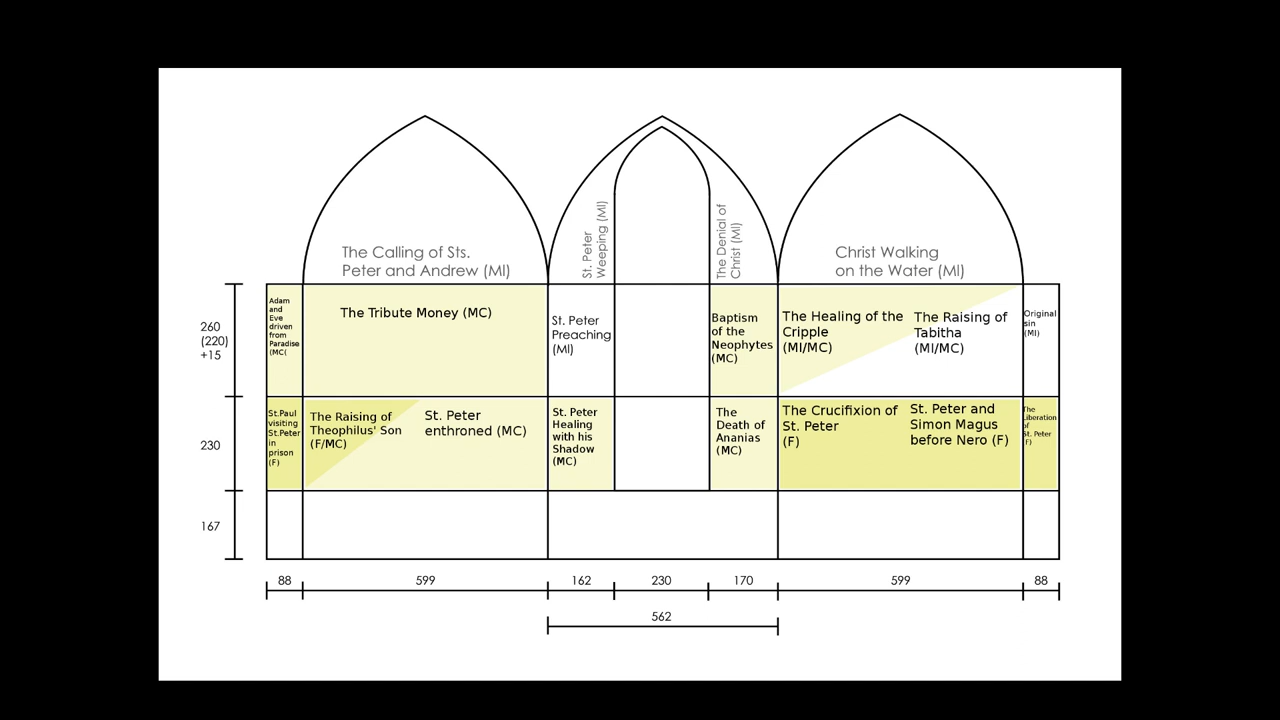 The Calling of Sts.
Peter and Andrew (MI)
St. Peter
Weeping (MI)
The Denial of
Christ (MI)
Christ Walking
on the Water (MI)
260
(220)
+15
Adam
and
Eve
driven
from
Paradise
(MC(
The Tribute Money (MC)
St. Peter
Preaching
(MI)
Baptism
of the
Neophytes
(MC)
The Healing of the
Cripple
(MI/MC)
The Raising of
Tabitha
(MI/MC)
Original
sin
(MI)
230
St.Paul
visiting
St.Peter
in
prison
(F)
The Raising of
Theophilus' Son
(F/MC)
St. Peter
enthroned (MC)
St. Peter
Healing
with his
Shadow
(MC)
The
Death of
Ananias
(MC)
The Crucifixion of
St. Peter
(F)
St. Peter and
Simon Magus
before Nero (F)
The
Liberation
of
St. Peter
(F)
167
88
599
162
230
170
599
88
562